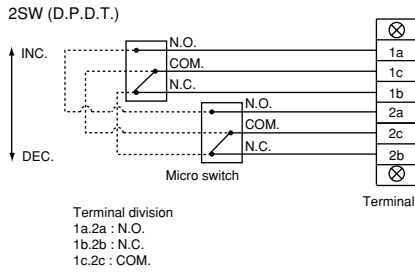 2SW (D.P.D.T.)
INC.
DEC.
N.O.
COM.
N.C.
N.O.
COM.
N.C.
Micro switch
1a
1c
1b
2a
2c
2b
Terminal
Terminal division
1a.2a : N.O.
1b.2b : N.C.
1c.2c : COM.